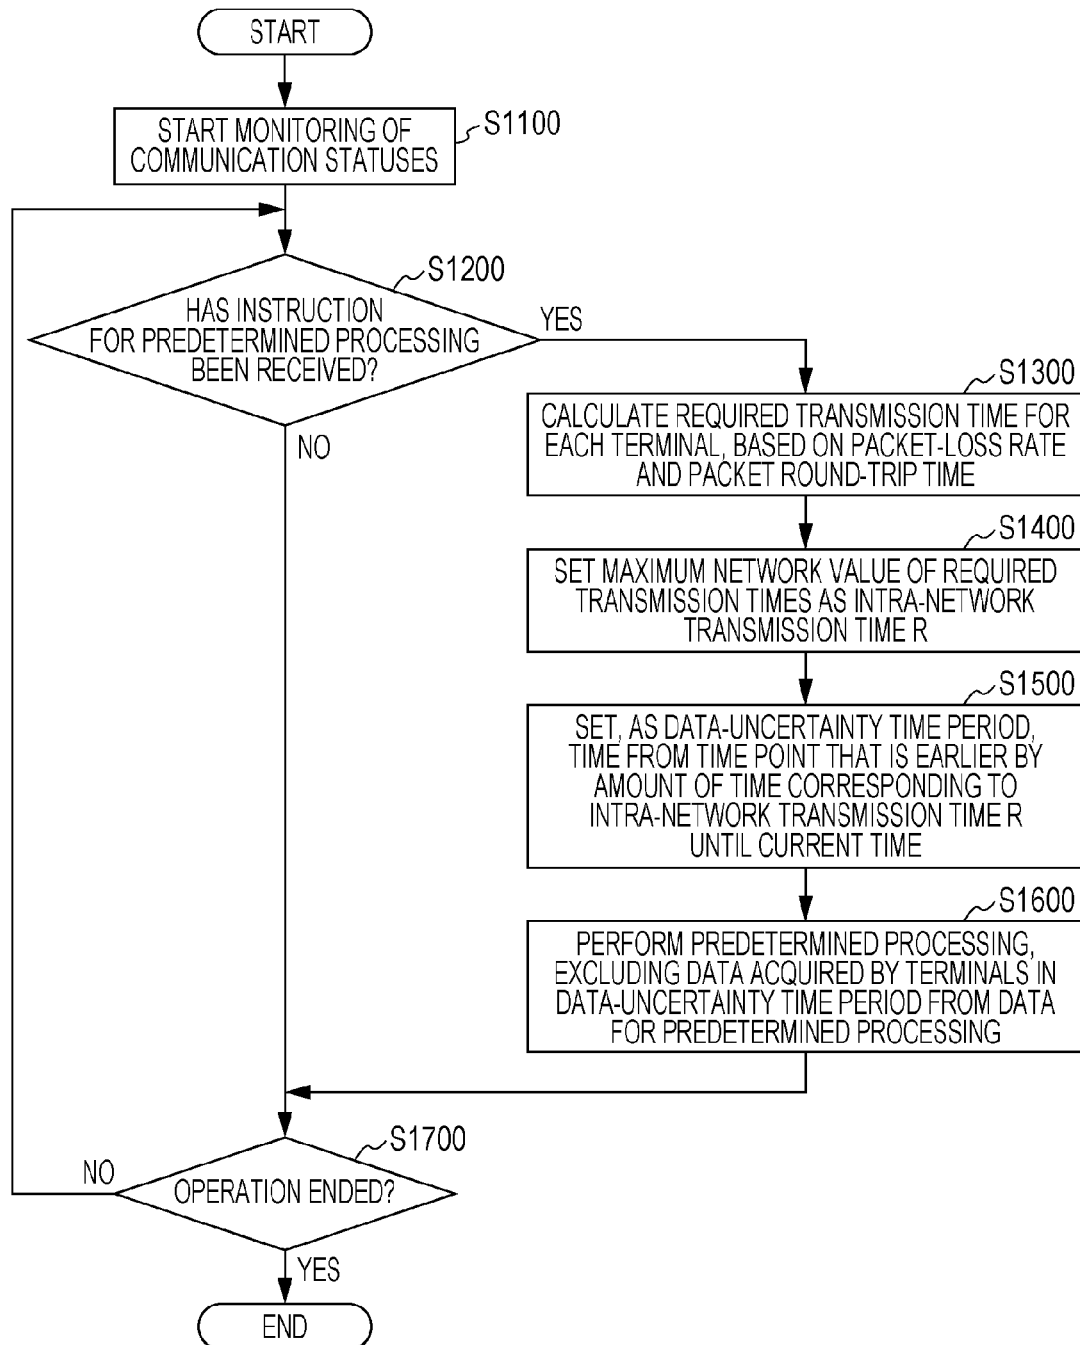 START
START MONITORING OF
COMMUNICATION STATUSES
S1100
HAS INSTRUCTION
FOR PREDETERMINED PROCESSING
BEEN RECEIVED?
S1200
YES
NO
S1300
CALCULATE REQUIRED TRANSMISSION TIME FOR
EACH TERMINAL, BASED ON PACKET-LOSS RATE
AND PACKET ROUND-TRIP TIME
S1400
SET MAXIMUM NETWORK VALUE OF REQUIRED
TRANSMISSION TIMES AS INTRA-NETWORK
TRANSMISSION TIME R
S1500
SET, AS DATA-UNCERTAINTY TIME PERIOD,
TIME FROM TIME POINT THAT IS EARLIER BY
AMOUNT OF TIME CORRESPONDING TO
INTRA-NETWORK TRANSMISSION TIME R
UNTIL CURRENT TIME
S1600
PERFORM PREDETERMINED PROCESSING,
EXCLUDING DATA ACQUIRED BY TERMINALS IN
DATA-UNCERTAINTY TIME PERIOD FROM DATA
FOR PREDETERMINED PROCESSING
S1700
NO
OPERATION ENDED?
YES
END